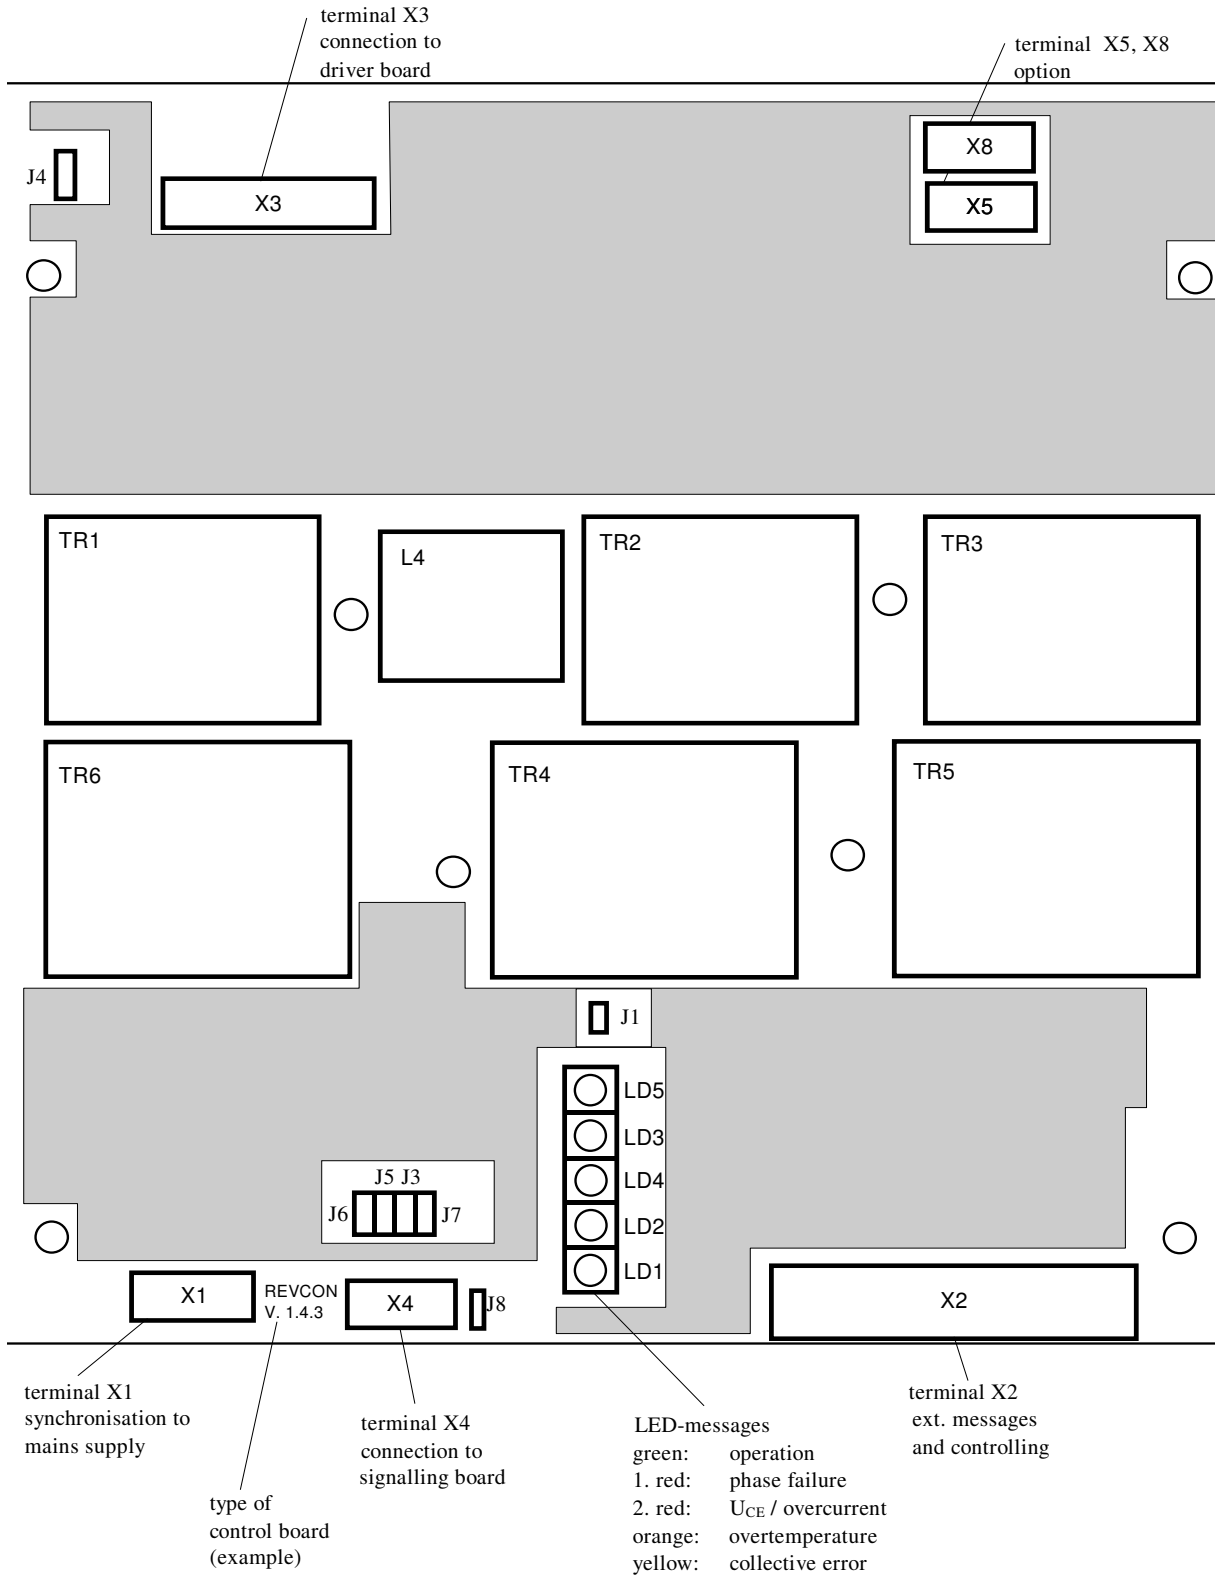 terminal X3
connection to
driver board
terminal X5, X8
option
X8
J4
X3
X5
TR1
L4
TR2
TR3
TR6
TR4
TR5
J1
LD5
LD3
J5 J3
LD4
J6
J7
LD2
LD1
X1
REVCON
V. 1.4.3
X4
J8
X2
terminal X1
synchronisation to
mains supply
type of
control board
(example)
terminal X4
connection to
signalling board
LED-messages
green: operation
1. red: phase failure
2. red: UCE / overcurrent
orange: overtemperature
yellow: collective error
terminal X2
ext. messages
and controlling